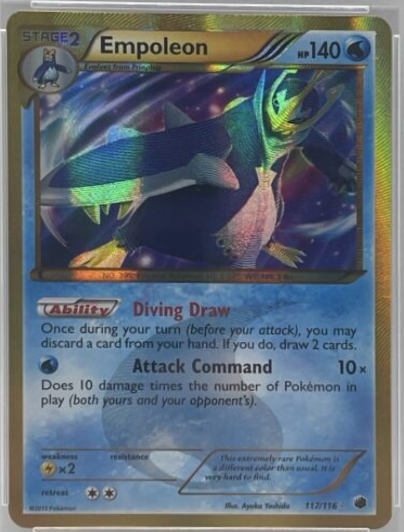 STAGE2
Empoleon
HP140
Evolves from Prinplup
Ability Diving Draw
Once during your turn (before your attack), you may
discard a card from your hand. If you do, draw 2 cards.
Attack Command 10×
Does 10 damage times the number of Pokémon in
play (both yours and your opponent's).
weakness resistance
×2
retreat
This extremely rare Pokémon is
a different color than usual. It is
very hard to find.
Illus. Ayaka Yoshida 117/116